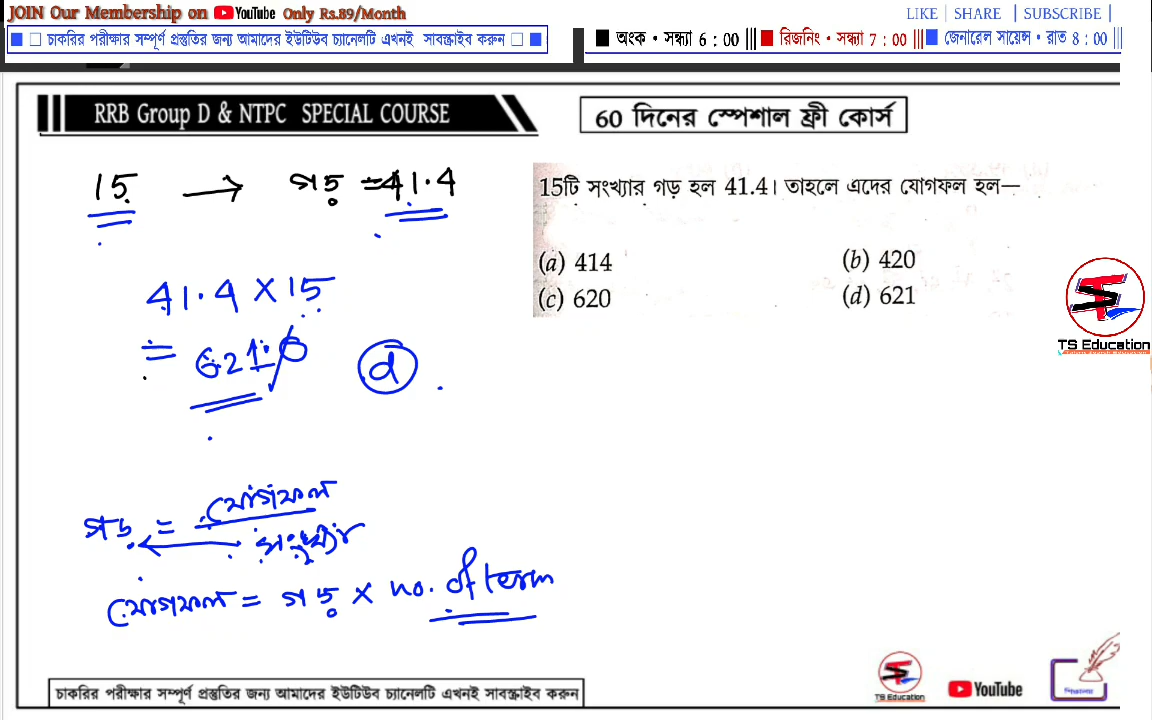 JOIN Our Membership on YouTube Only Rs.89/Month
LIKE | SHARE | SUBSCRIBE |
■ □ চাকরির পরীক্ষার সম্পূর্ণ প্রস্তুতির জন্য আমাদের ইউটিউব চ্যানেলটি এখনই সাবস্ক্রাইব করুন □ ■
■ অংক • সন্ধ্যা 6 : 00 ||| ■ রিজনিং • সন্ধ্যা 7 : 00 ||| ■ জেনারেল সায়েন্স • রাত 8 : 00 |||
RRB Group D & NTPC SPECIAL COURSE
60 দিনের স্পেশাল ফ্রী কোর্স
15 → গড় = 41.4
15টি সংখ্যার গড় হল 41.4। তাহলে এদের যোগফল হল—
(a) 414 (b) 420
(c) 620 (d) 621
41.4 × 15
= 621.0 (d)
TS Education
গড় = যোগফল
সংখ্যার
যোগফল = গড় × no. of term
চাকরির পরীক্ষার সম্পূর্ণ প্রস্তুতির জন্য আমাদের ইউটিউব চ্যানেলটি এখনই সাবস্ক্রাইব করুন
TS Education
YouTube